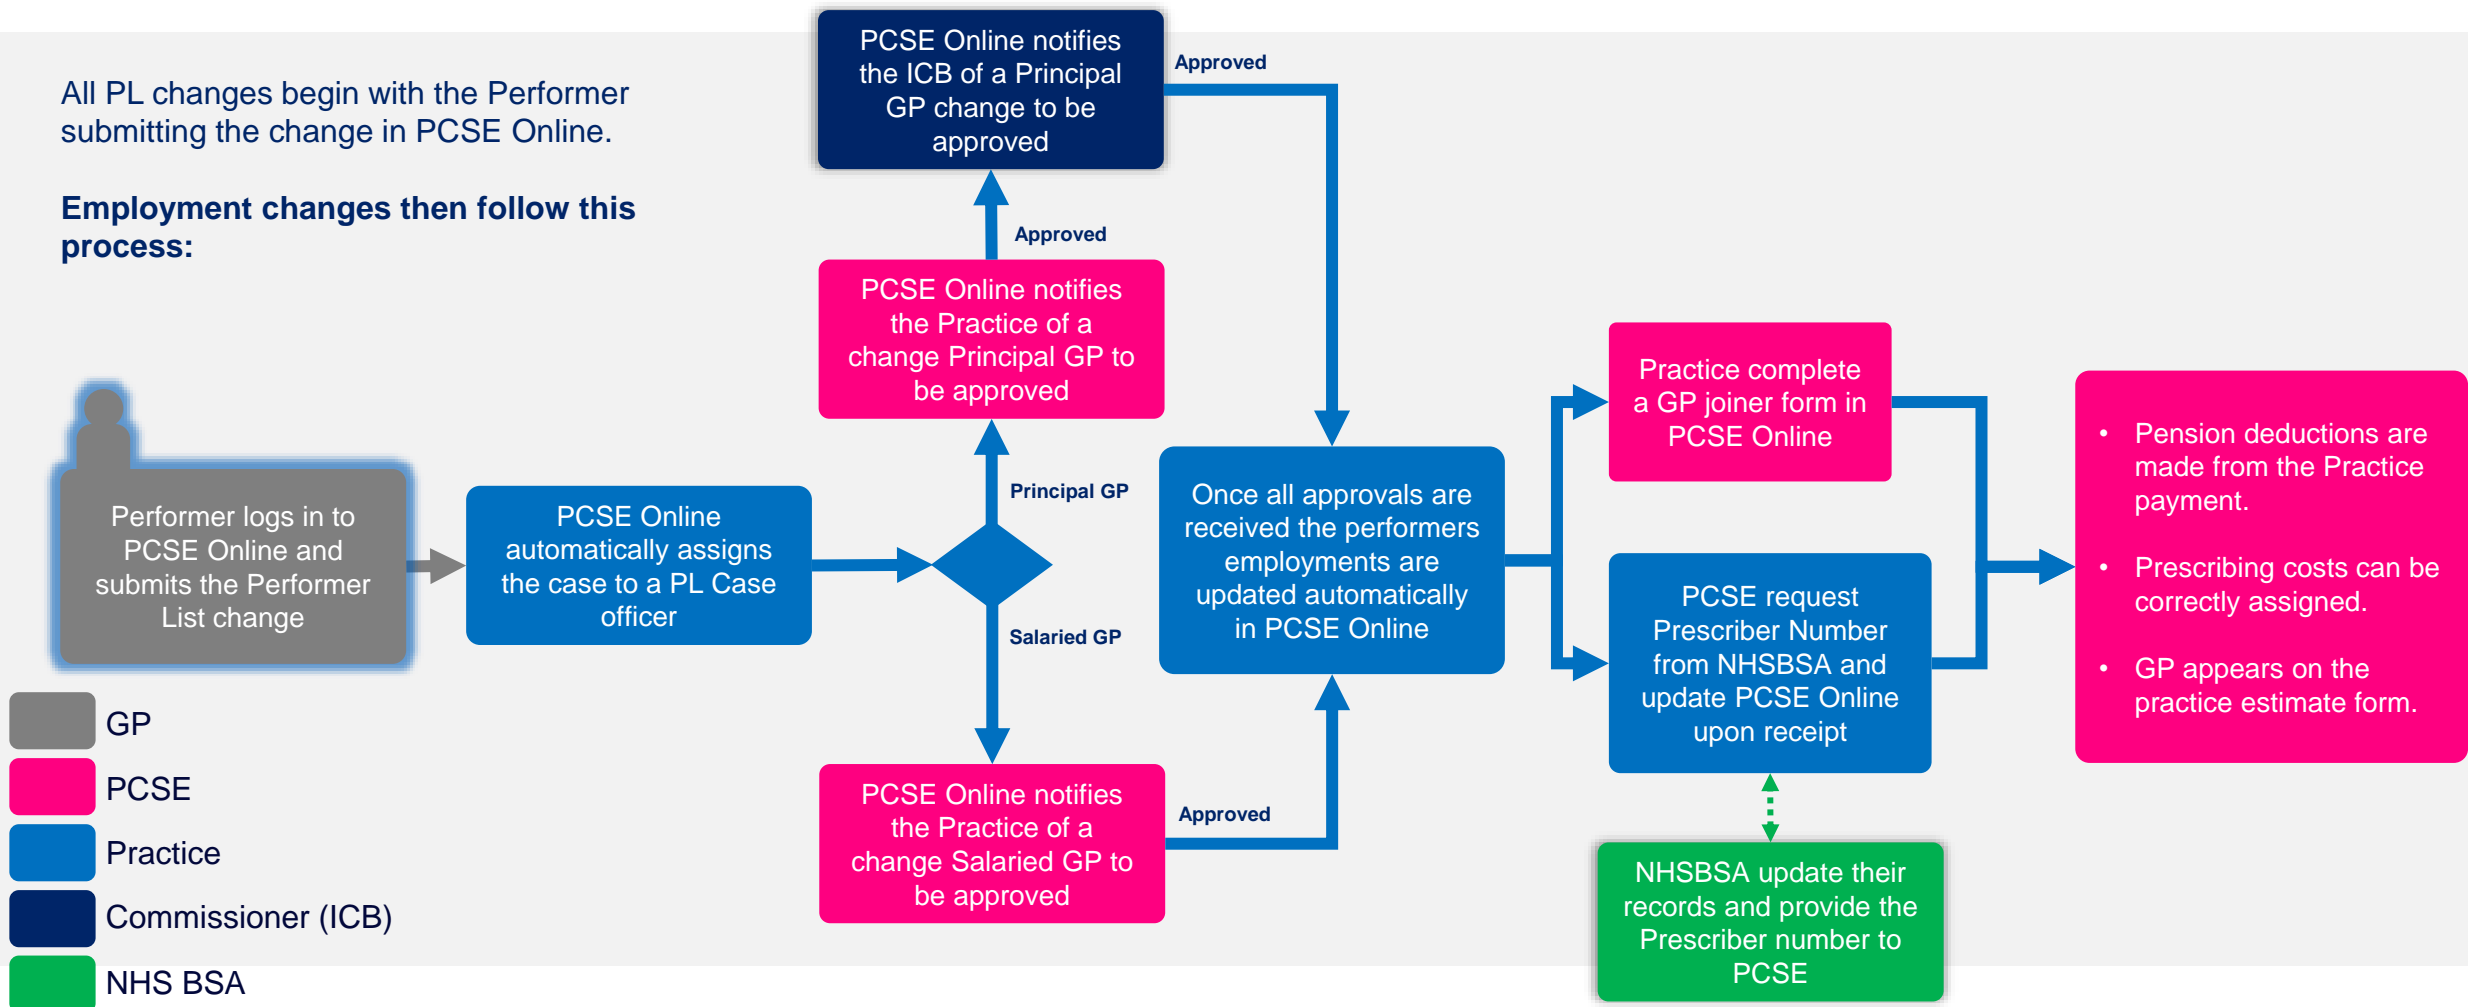 All PL changes begin with the Performer
submitting the change in PCSE Online.
Employment changes then follow this
process:
Performer logs in to
PCSE Online and
submits the Performer
List change
PCSE Online
automatically assigns
the case to a PL Case
officer
Principal GP
Salaried GP
PCSE Online notifies
the Practice of a
change Principal GP to
be approved
Approved
PCSE Online notifies
the ICB of a Principal
GP change to be
approved
Approved
PCSE Online notifies
the Practice of a
change Salaried GP to
be approved
Approved
Once all approvals are
received the performers
employments are
updated automatically
in PCSE Online
Practice complete
a GP joiner form in
PCSE Online
PCSE request
Prescriber Number
from NHSBSA and
update PCSE Online
upon receipt
NHSBSA update their
records and provide the
Prescriber number to
PCSE
• Pension deductions are
made from the Practice
payment.
• Prescribing costs can be
correctly assigned.
• GP appears on the
practice estimate form.
GP
PCSE
Practice
Commissioner (ICB)
NHS BSA